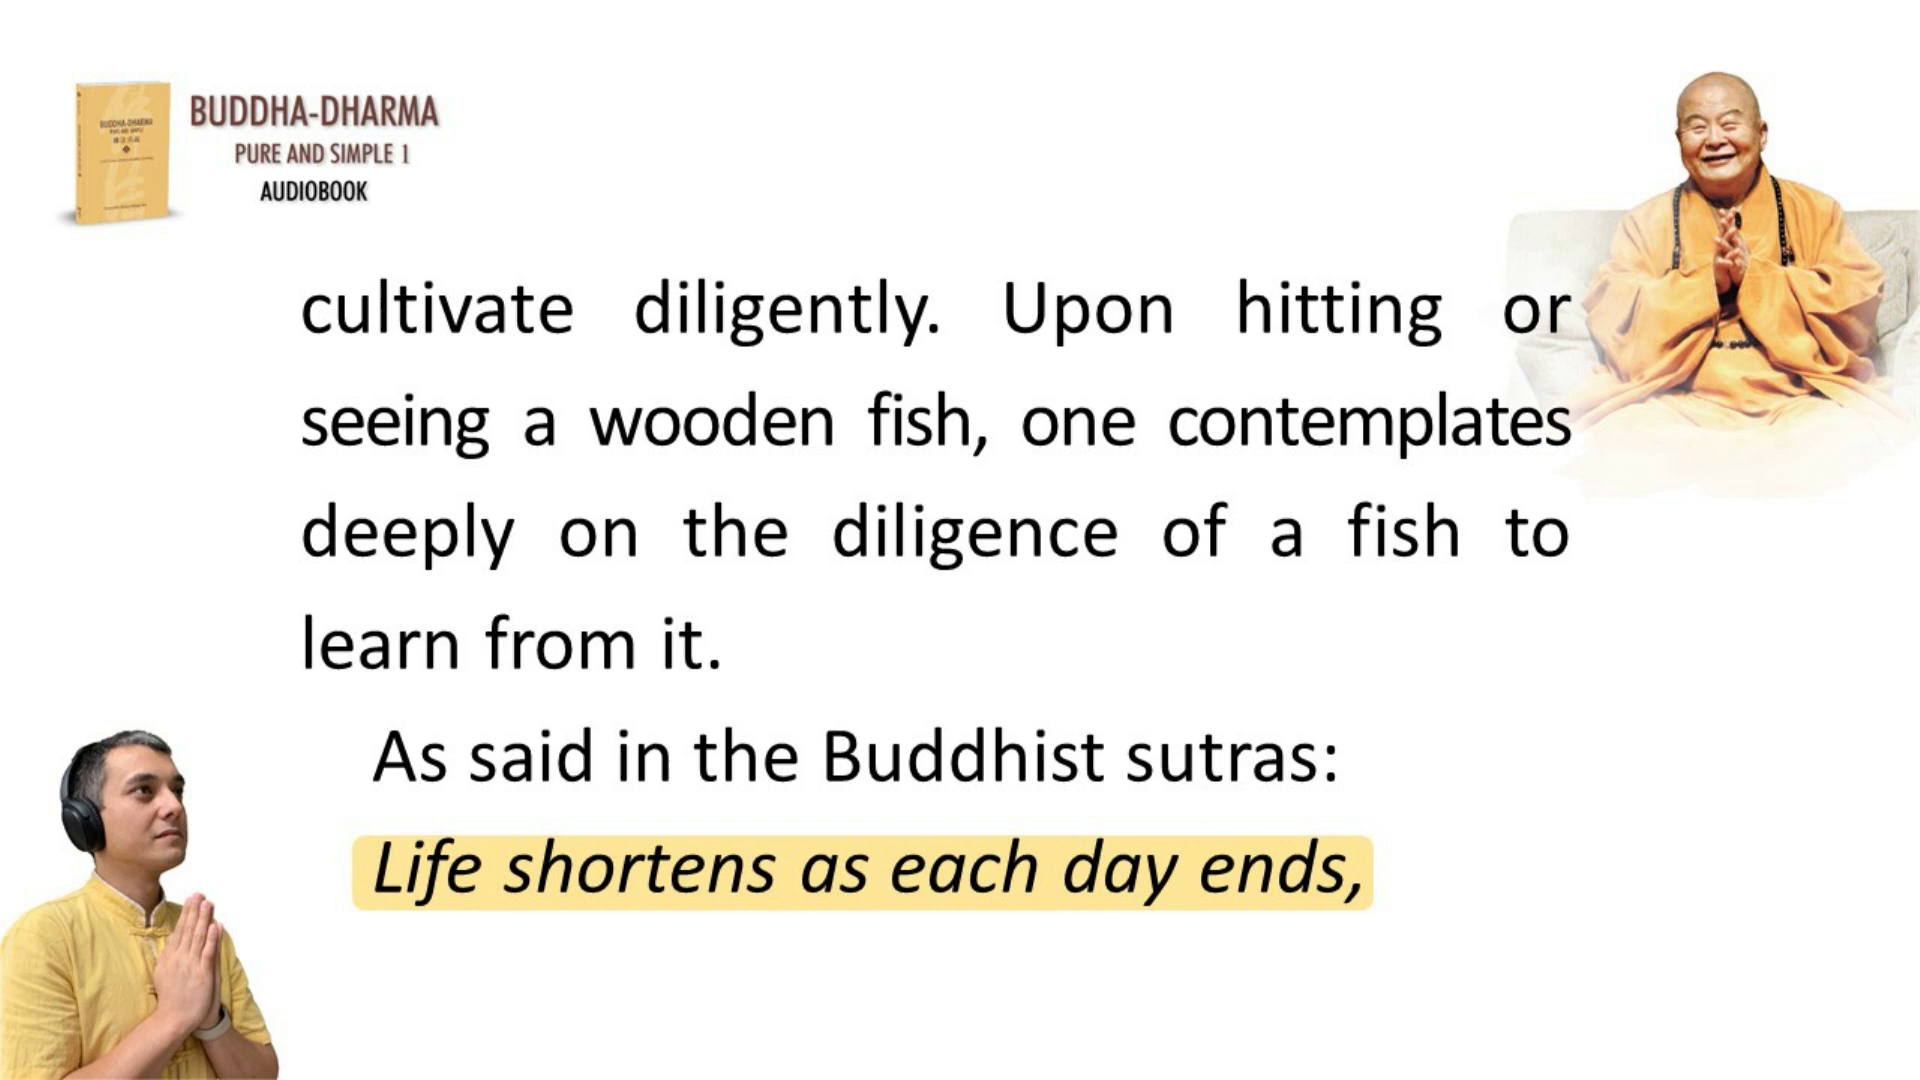 BUDDHA-DHARMA
PURE AND SIMPLE 1
AUDIOBOOK
BUDDHA-DHARMA
cultivate diligently. Upon hitting or
seeing a wooden fish, one contemplates
deeply on the diligence of a fish to
learn from it.
As said in the Buddhist sutras:
Life shortens as each day ends,